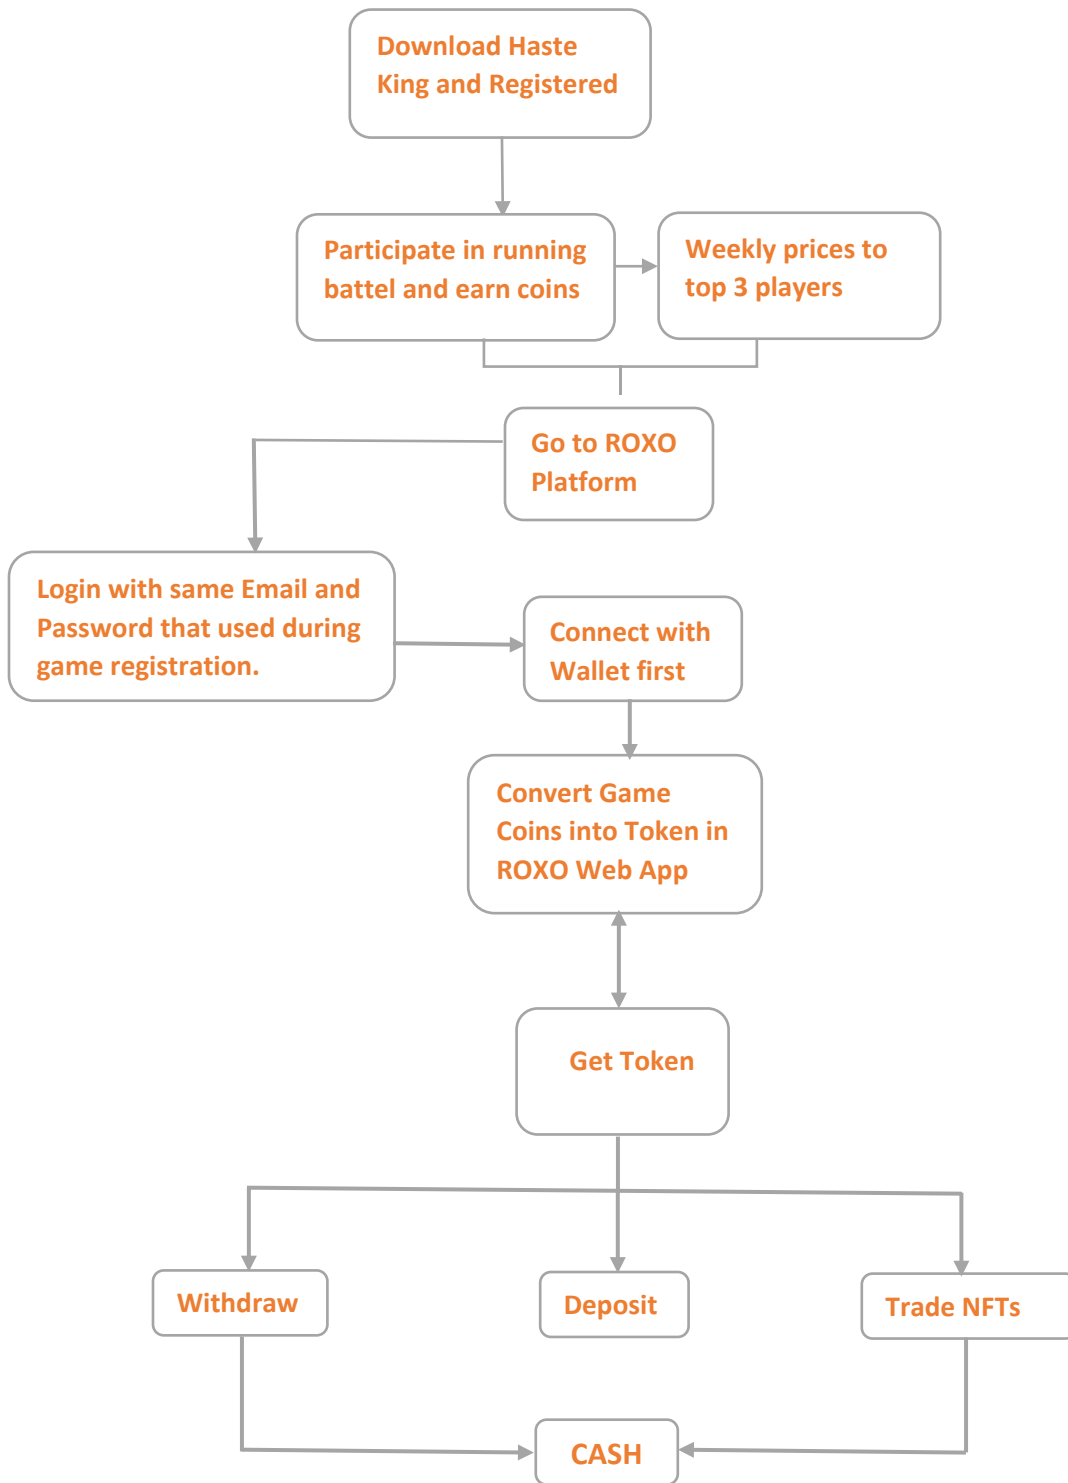 Download Haste
King and Registered
Participate in running
battel and earn coins
Weekly prices to
top 3 players
Go to ROXO
Platform
Login with same Email and
Password that used during
game registration.
Connect with
Wallet first
Convert Game
Coins into Token in
ROXO Web App
Get Token
Withdraw
Deposit
Trade NFTs
CASH